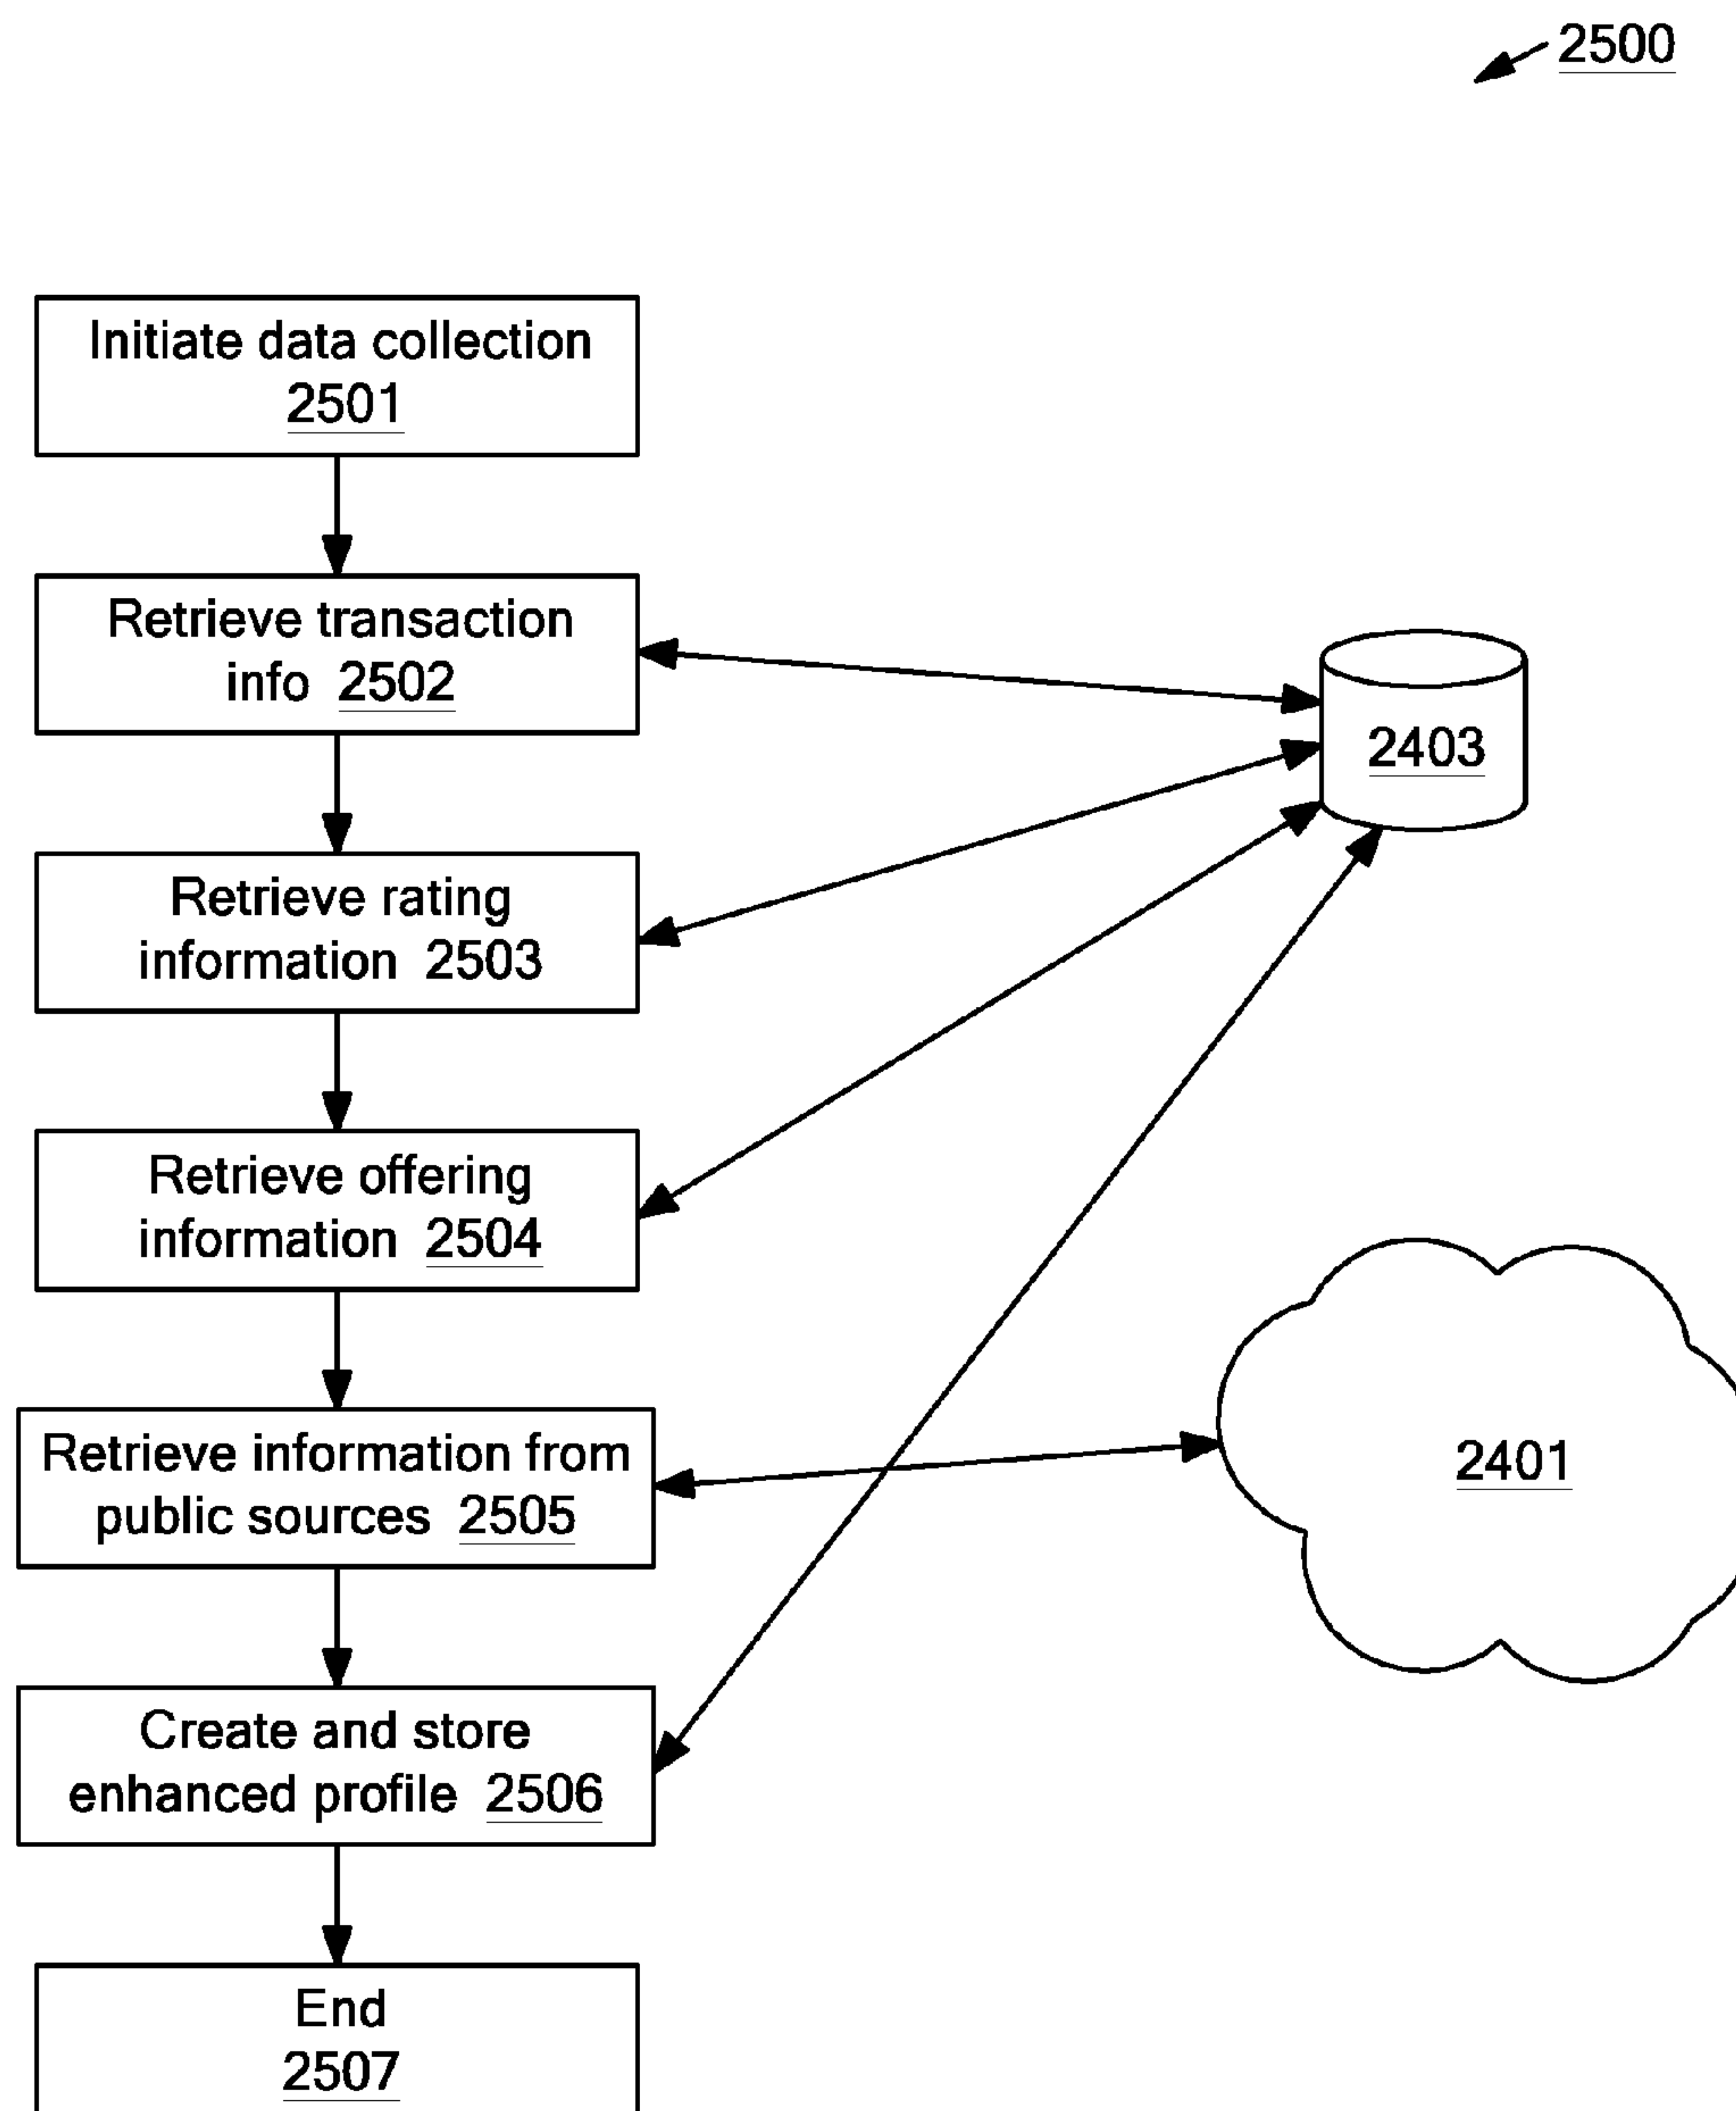 2500
Initiate data collection
2501
Retrieve transaction
info 2502
2403
Retrieve rating
information 2503
Retrieve offering
information 2504
Retrieve information from
public sources 2505
2401
Create and store
enhanced profile 2506
End
2507